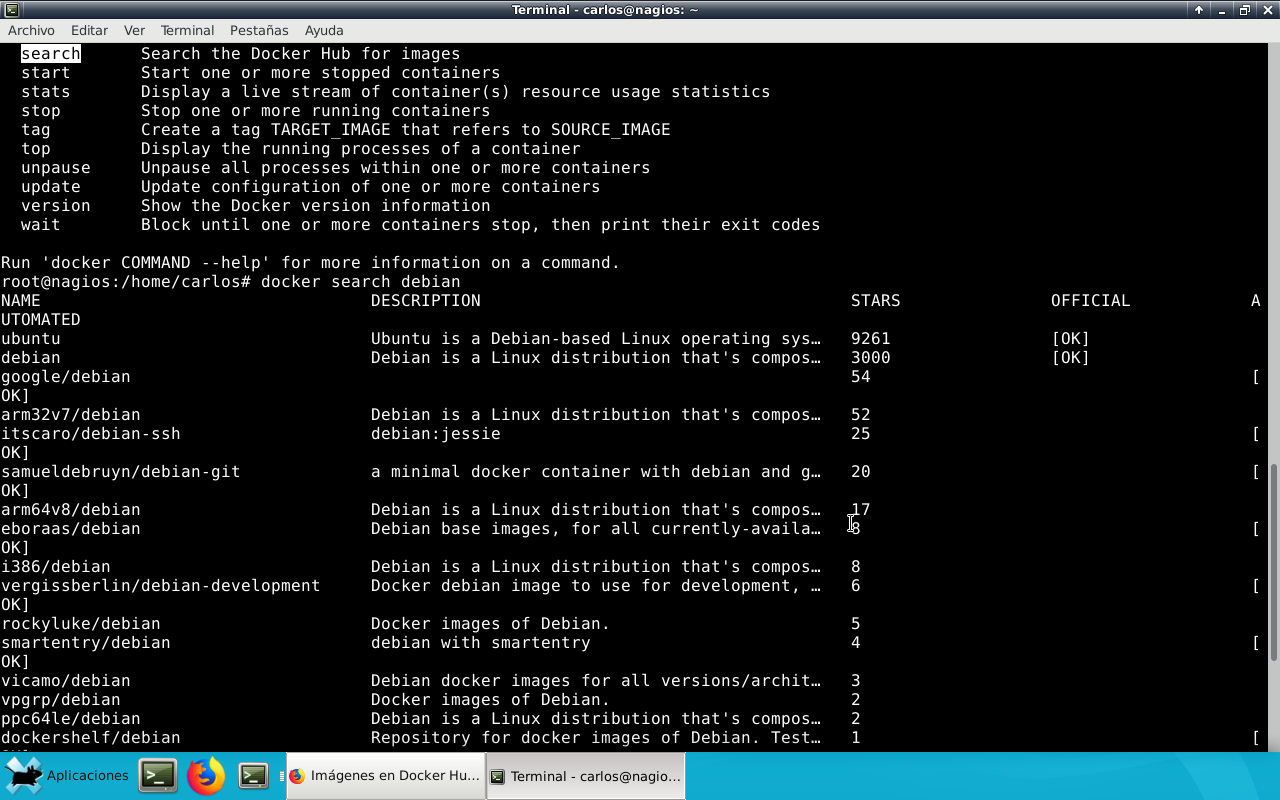 Terminal - carlos@nagios: ~
Archivo Editar Ver Terminal Pestañas Ayuda
search Search the Docker Hub for images
start Start one or more stopped containers
stats Display a live stream of container(s) resource usage statistics
stop Stop one or more running containers
tag Create a tag TARGET_IMAGE that refers to SOURCE_IMAGE
top Display the running processes of a container
unpause Unpause all processes within one or more containers
update Update configuration of one or more containers
version Show the Docker version information
wait Block until one or more containers stop, then print their exit codes
Run 'docker COMMAND --help' for more information on a command.
root@nagios:/home/carlos# docker search debian
NAME DESCRIPTION STARS OFFICIAL A
UTOMATED
ubuntu Ubuntu is a Debian-based Linux operating sys… 9261 [OK]
debian Debian is a Linux distribution that's compos… 3000 [OK]
google/debian 54 [
OK]
arm32v7/debian Debian is a Linux distribution that's compos… 52
itscaro/debian-ssh debian:jessie 25 [
OK]
samueldebruyn/debian-git a minimal docker container with debian and g… 20 [
OK]
arm64v8/debian Debian is a Linux distribution that's compos… 17
eboraas/debian Debian base images, for all currently-availa… 8 [
OK]
i386/debian Debian is a Linux distribution that's compos… 8
vergissberlin/debian-development Docker debian image to use for development, … 6 [
OK]
rockyluke/debian Docker images of Debian. 5
smartentry/debian debian with smartentry 4 [
OK]
vicamo/debian Debian docker images for all versions/archit… 3
vpgrp/debian Docker images of Debian. 2
ppc64le/debian Debian is a Linux distribution that's compos… 2
dockershelf/debian Repository for docker images of Debian. Test… 1 [
Aplicaciones Imágenes en Docker Hu... Terminal - carlos@nagio...